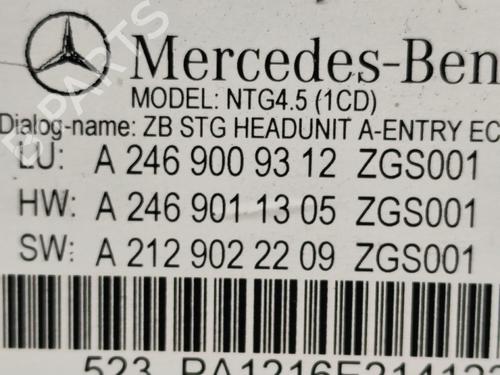 Mercedes-Ben
MODEL: NTG4.5 (1CD)
Dialog-name: ZB STG HEADUNIT A-ENTRY EC
LU: A 246 900 93 12 ZGS001
HW: A 246 901 13 05 ZGS001
SW: A 212 902 22 09 ZGS001